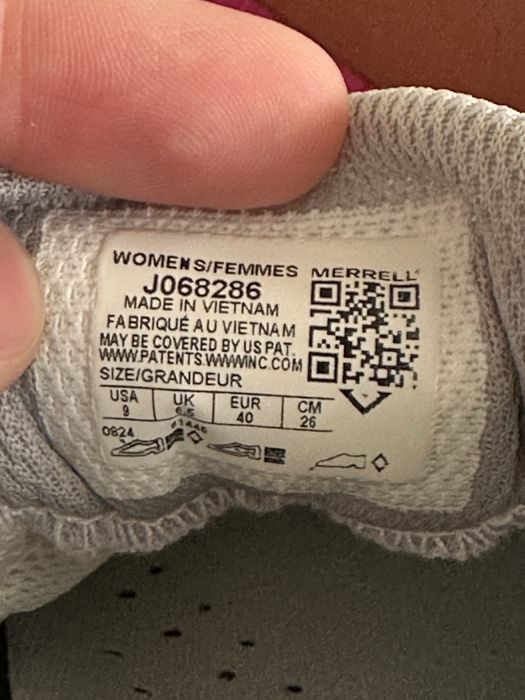 WOMENS/FEMMES MERRELL
J068286
MADE IN VIETNAM
FABRIQUÉ AU VIETNAM
MAY BE COVERED BY US PAT.
WWW.PATENTS.WWWINC.COM
SIZE/GRANDEUR
USA UK EUR CM
9 6.5 40 26
0824